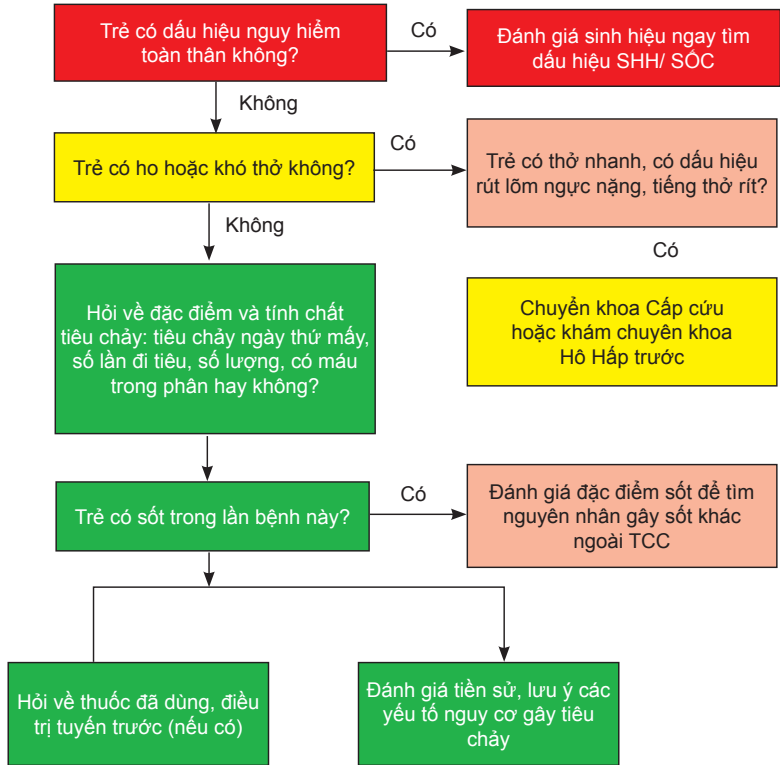 Trẻ có dấu hiệu nguy hiểm
toàn thân không?
Có
Đánh giá sinh hiệu ngay tìm
dấu hiệu SHH/ SỐC
Không
Trẻ có ho hoặc khó thở không?
Có
Trẻ có thở nhanh, có dấu hiệu
rút lõm ngực nặng, tiếng thở rít?
Không
Có
Hỏi về đặc điểm và tính chất
tiêu chảy: tiêu chảy ngày thứ mấy,
số lần đi tiêu, số lượng, có máu
trong phân hay không?
Chuyển khoa Cấp cứu
hoặc khám chuyên khoa
Hô Hấp trước
Trẻ có sốt trong lần bệnh này?
Có
Đánh giá đặc điểm sốt để tìm
nguyên nhân gây sốt khác
ngoài TCC
Hỏi về thuốc đã dùng, điều
trị tuyến trước (nếu có)
Đánh giá tiền sử, lưu ý các
yếu tố nguy cơ gây tiêu
chảy